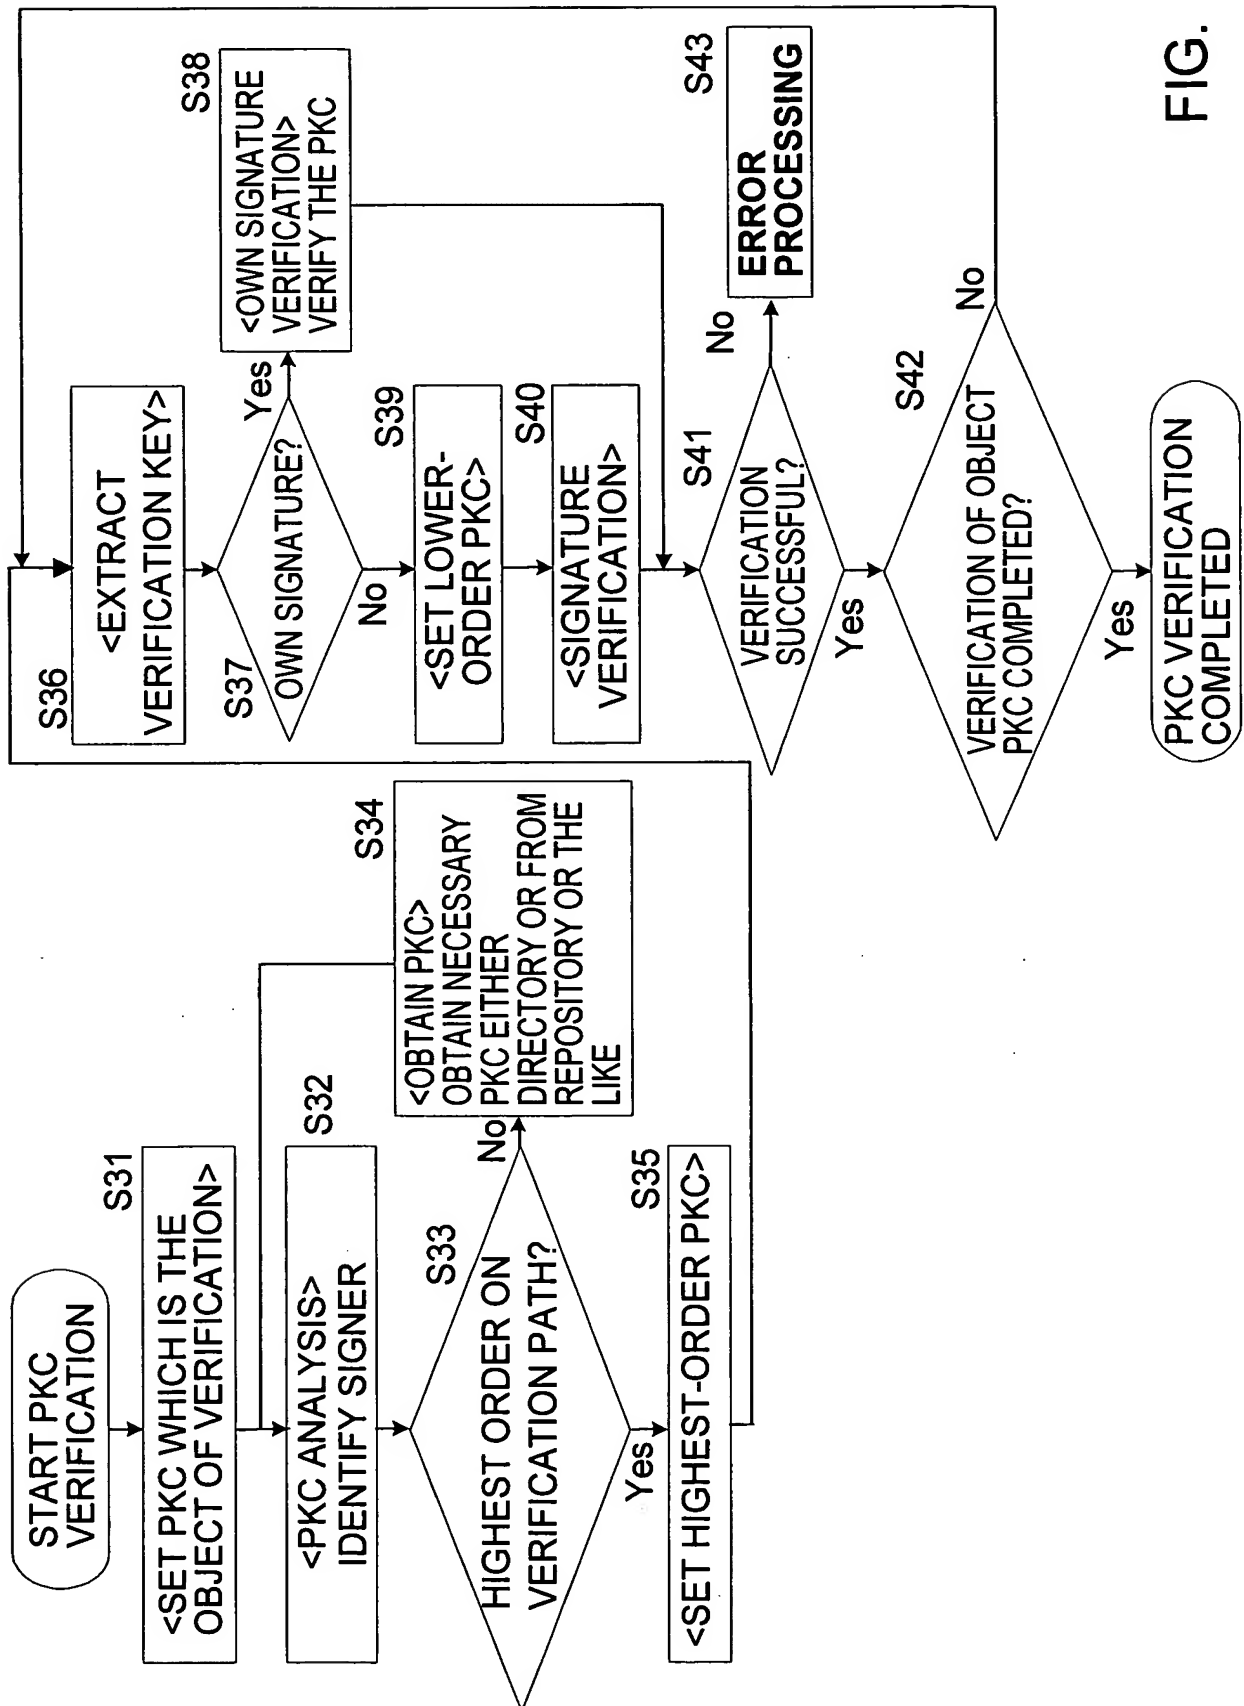 START PKC
VERIFICATION
S31
<SET PKC WHICH IS THE
OBJECT OF VERIFICATION>
S32
<PKC ANALYSIS>
IDENTIFY SIGNER
S33
HIGHEST ORDER ON
VERIFICATION PATH?
No
S34
<OBTAIN PKC>
OBTAIN NECESSARY
PKC EITHER
DIRECTORY OR FROM
REPOSITORY OR THE
LIKE
Yes
S35
<SET HIGHEST-ORDER PKC>
S36
<EXTRACT
VERIFICATION KEY>
S37
OWN SIGNATURE?
Yes
S38
<OWN SIGNATURE
VERIFICATION>
VERIFY THE PKC
No
S39
<SET LOWER-
ORDER PKC>
S40
<SIGNATURE
VERIFICATION>
S41
VERIFICATION
SUCCESSFUL?
No
S43
ERROR
PROCESSING
Yes
S42
VERIFICATION OF OBJECT
PKC COMPLETED?
No
Yes
PKC VERIFICATION
COMPLETED
FIG.